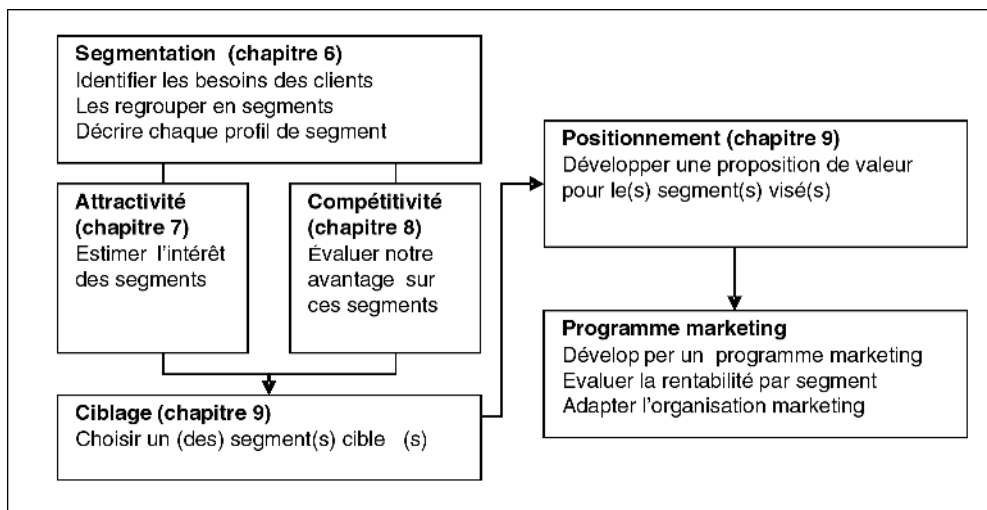 Segmentation (chapitre 6)
Identifier les besoins des clients
Les regrouper en segments
Décrire chaque profil de segment
Attractivité
(chapitre 7)
Estimer l'intérêt
des segments
Compétitivité
(chapitre 8)
Évaluer notre
avantage sur
ces segments
Ciblage (chapitre 9)
Choisir un (des) segment(s) cible (s)
Positionnement (chapitre 9)
Développer une proposition de valeur
pour le(s) segment(s) visé(s)
Programme marketing
Dévelop per un programme marketing
Evaluer la rentabilité par segment
Adapter l'organisation marketing